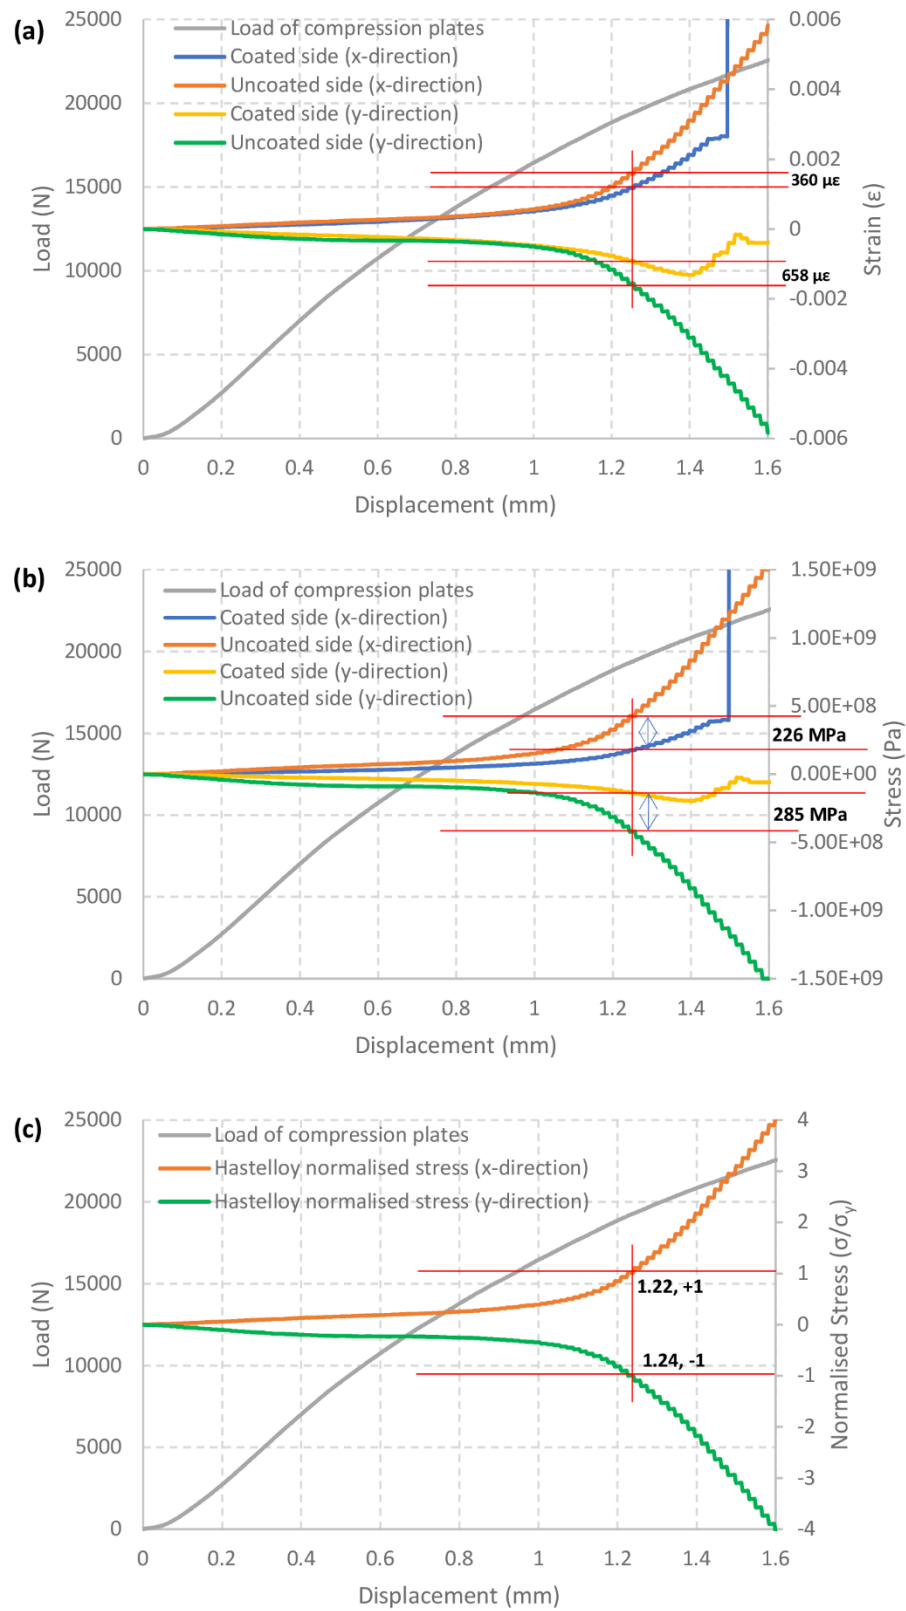 (a)
Load of compression plates
Coated side (x-direction)
Uncoated side (x-direction)
Coated side (y-direction)
Uncoated side (y-direction)
25000
20000
15000
10000
5000
0
Load (N)
0.006
0.004
0.002
0
-0.002
-0.004
-0.006
Strain (ε)
360 με
658 με
0 0.2 0.4 0.6 0.8 1 1.2 1.4 1.6
Displacement (mm)
(b)
Load of compression plates
Coated side (x-direction)
Uncoated side (x-direction)
Coated side (y-direction)
Uncoated side (y-direction)
25000
20000
15000
10000
5000
0
Load (N)
1.50E+09
1.00E+09
5.00E+08
0.00E+00
-5.00E+08
-1.00E+09
-1.50E+09
Stress (Pa)
226 MPa
285 MPa
0 0.2 0.4 0.6 0.8 1 1.2 1.4 1.6
Displacement (mm)
(c)
Load of compression plates
Hastelloy normalised stress (x-direction)
Hastelloy normalised stress (y-direction)
25000
20000
15000
10000
5000
0
Load (N)
4
3
2
1
0
-1
-2
-3
-4
Normalised Stress (σ/σy)
1.22, +1
1.24, -1
0 0.2 0.4 0.6 0.8 1 1.2 1.4 1.6
Displacement (mm)